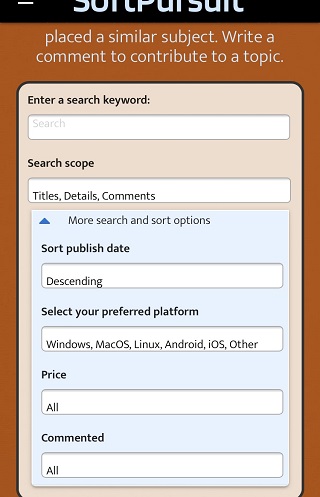 SoftPursuit
placed a similar subject. Write a
comment to contribute to a topic.
Enter a search keyword:
Search
Search scope
Titles, Details, Comments
More search and sort options
Sort publish date
Descending
Select your preferred platform
Windows, MacOS, Linux, Android, iOS, Other
Price
All
Commented
All